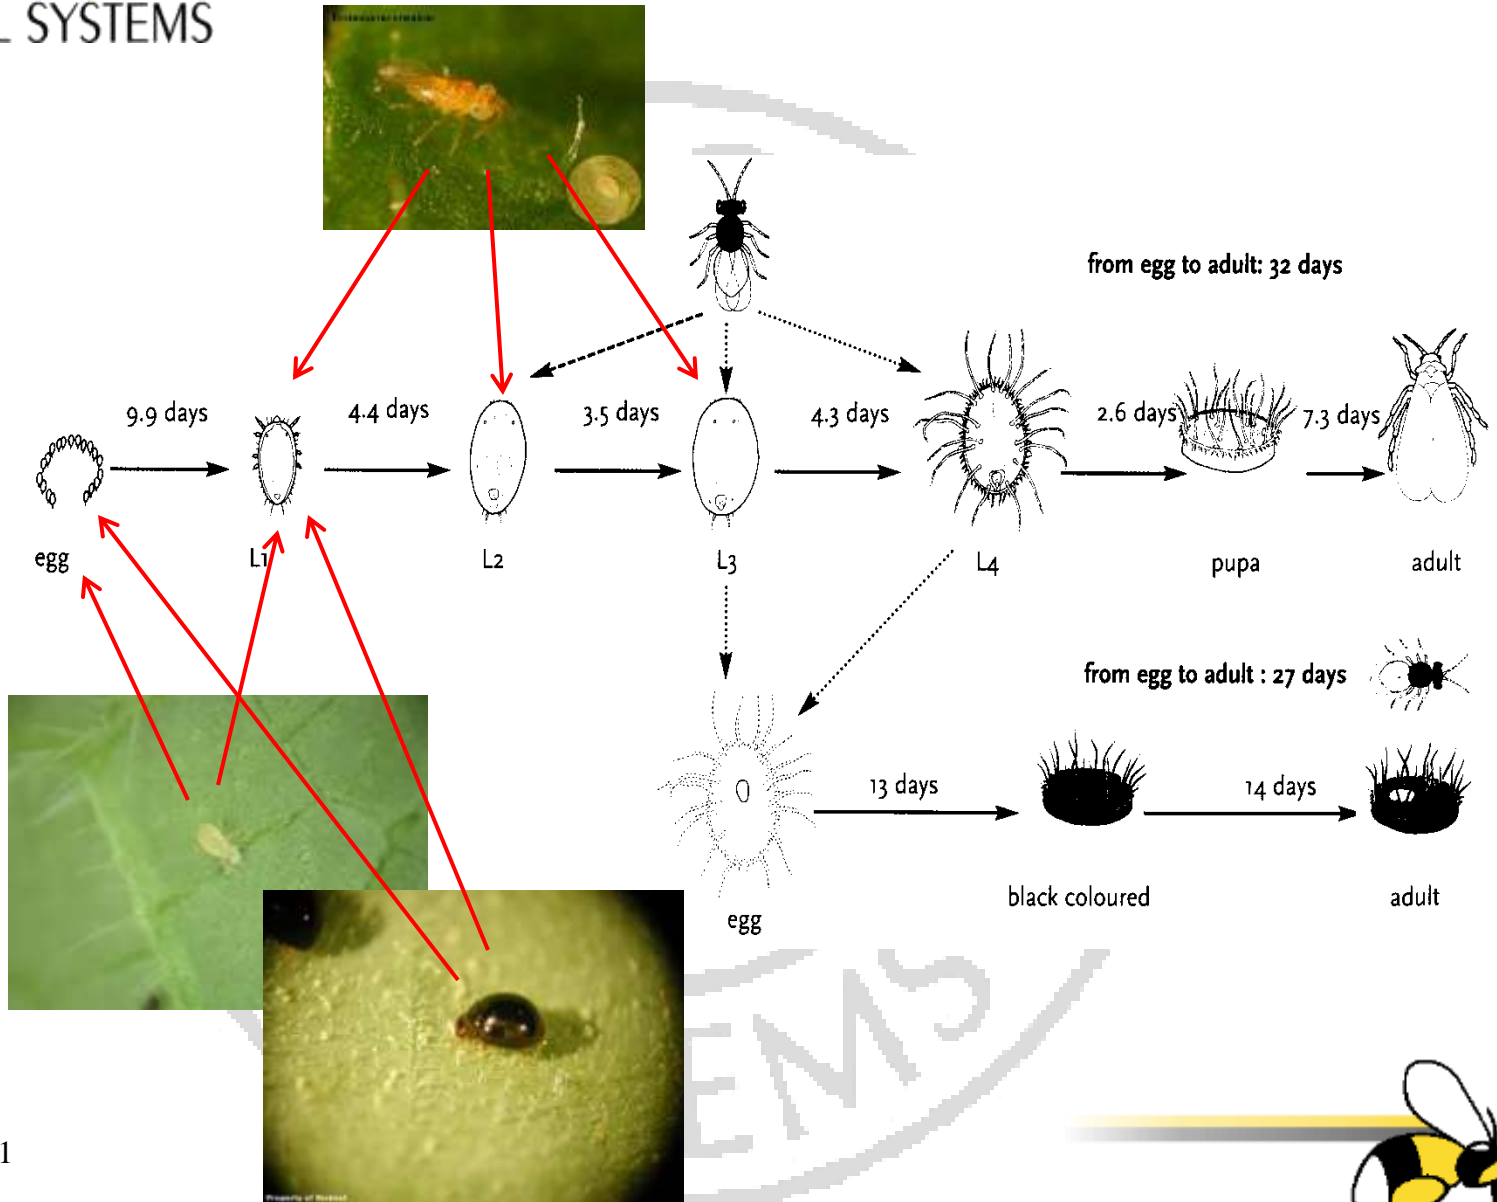 SYSTEMS
from egg to adult: 32 days
9.9 days
4.4 days
3.5 days
4.3 days
2.6 days
7.3 days
egg
L1
L2
L3
L4
pupa
adult
from egg to adult : 27 days
13 days
14 days
black coloured
adult
egg
EMS
1